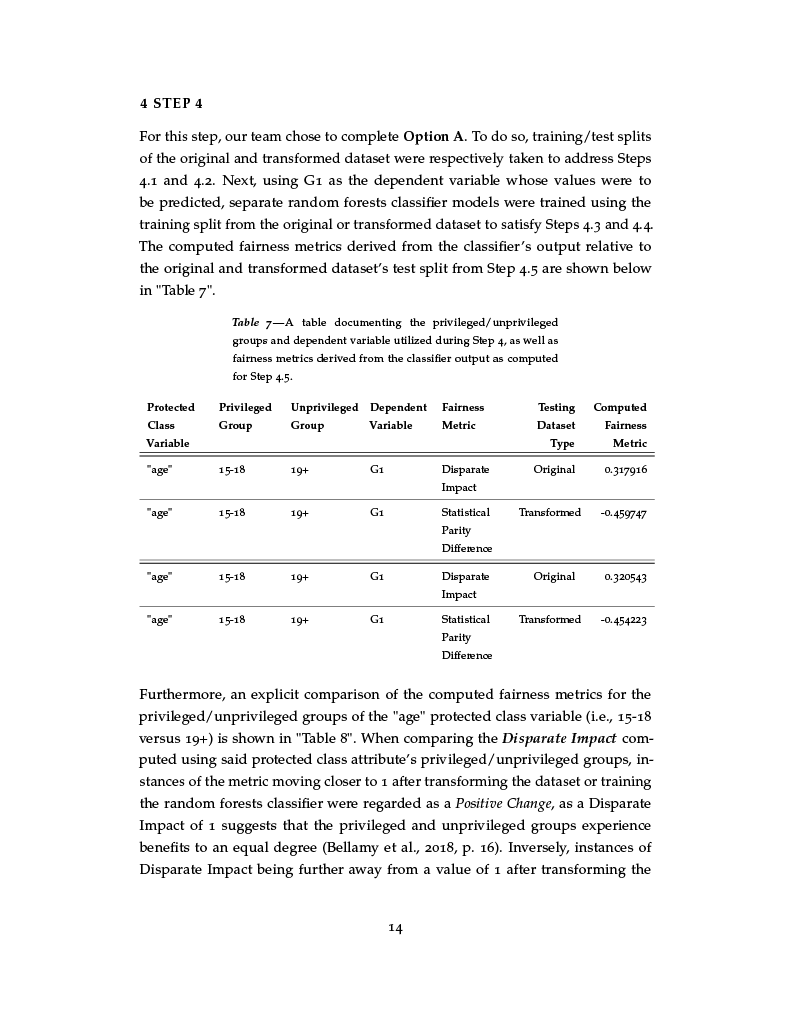 4 STEP 4
For this step, our team chose to complete Option A. To do so, training/test splits
of the original and transformed dataset were respectively taken to address Steps
4.1 and 4.2. Next, using G1 as the dependent variable whose values were to
be predicted, separate random forests classifier models were trained using the
training split from the original or transformed dataset to satisfy Steps 4.3 and 4.4.
The computed fairness metrics derived from the classifier's output relative to
the original and transformed dataset's test split from Step 4.5 are shown below
in "Table 7".
Table 7—A table documenting the privileged/unprivileged
groups and dependent variable utilized during Step 4, as well as
fairness metrics derived from the classifier output as computed
for Step 4.5.
Protected Privileged Unprivileged Dependent Fairness Testing Computed
Class Group Group Variable Metric Dataset Fairness
Variable Type Metric
"age" 15-18 19+ G1 Disparate Original 0.317916
Impact
"age" 15-18 19+ G1 Statistical Transformed -0.459747
Parity
Difference
"age" 15-18 19+ G1 Disparate Original 0.320543
Impact
"age" 15-18 19+ G1 Statistical Transformed -0.454223
Parity
Difference
Furthermore, an explicit comparison of the computed fairness metrics for the
privileged/unprivileged groups of the "age" protected class variable (i.e., 15-18
versus 19+) is shown in "Table 8". When comparing the Disparate Impact com-
puted using said protected class attribute's privileged/unprivileged groups, in-
stances of the metric moving closer to 1 after transforming the dataset or training
the random forests classifier were regarded as a Positive Change, as a Disparate
Impact of 1 suggests that the privileged and unprivileged groups experience
benefits to an equal degree (Bellamy et al., 2018, p. 16). Inversely, instances of
Disparate Impact being further away from a value of 1 after transforming the
14